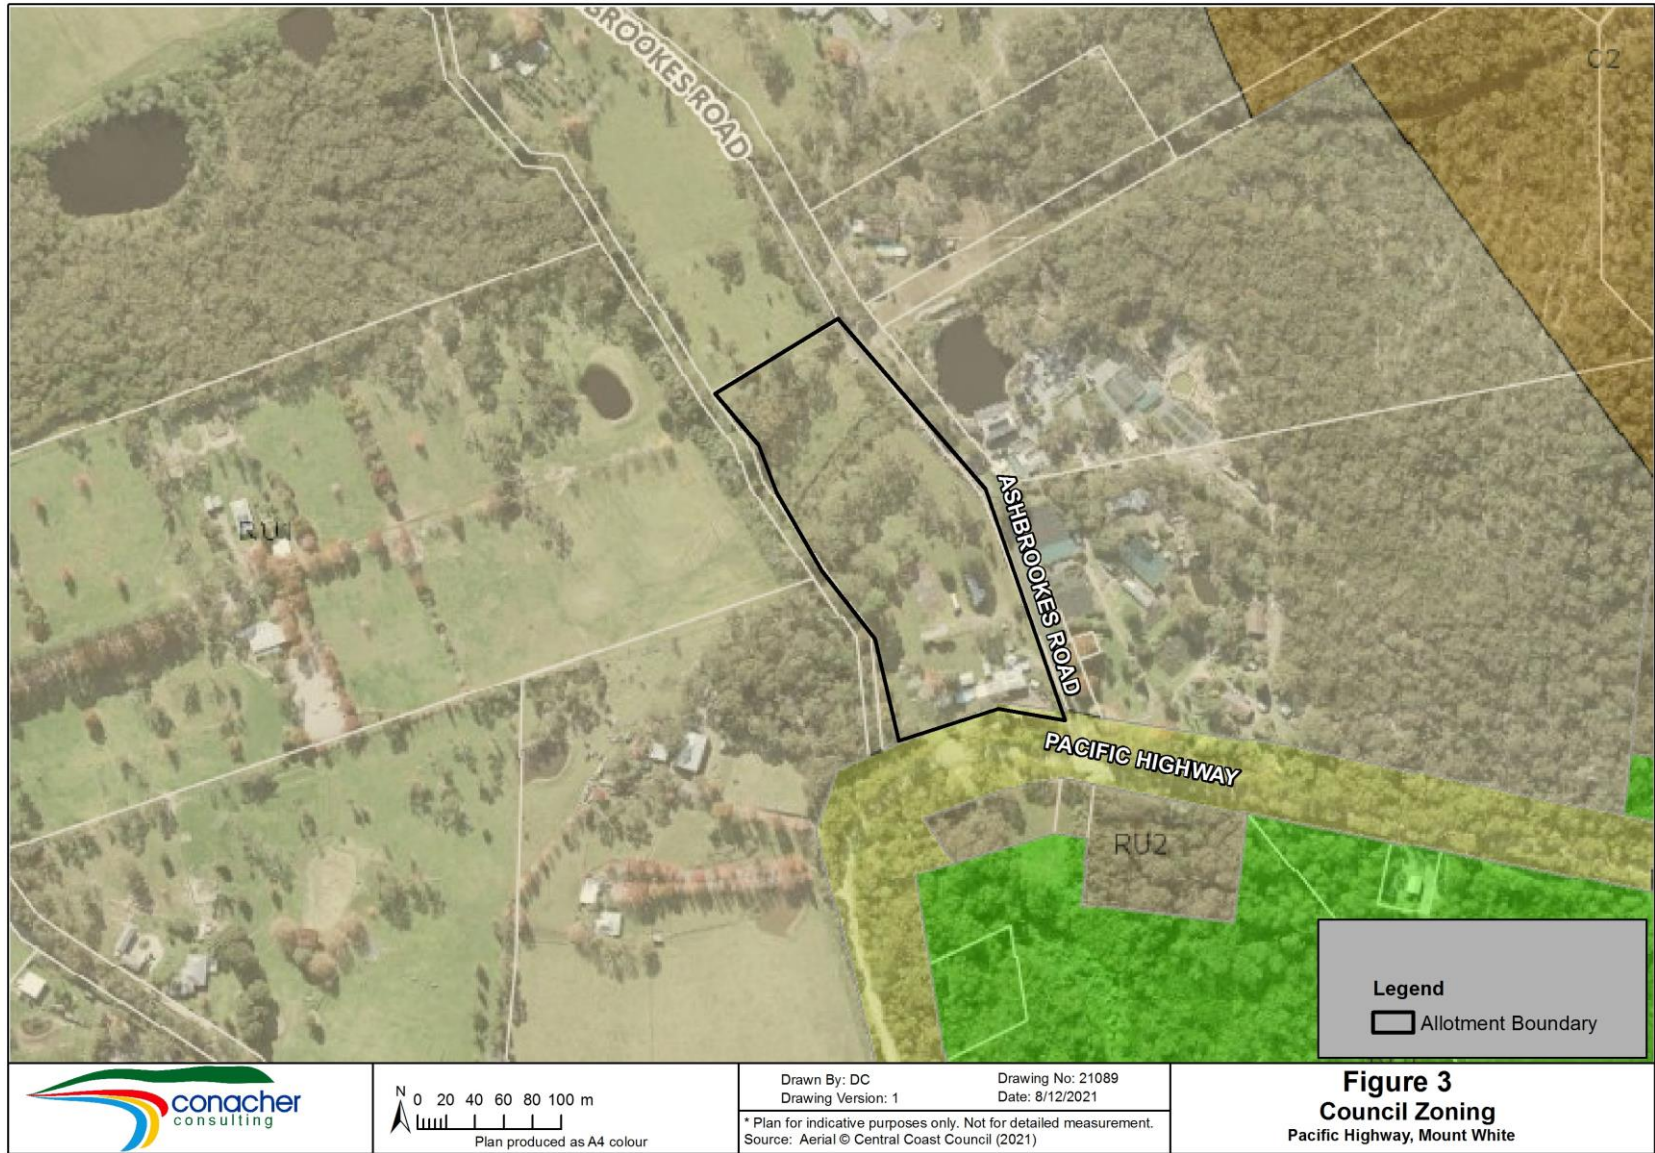 BROOKES ROAD
C2
RU1
ASHBROOKES ROAD
PACIFIC HIGHWAY
RU2
Legend
Allotment Boundary
conacher
consulting
N
0 20 40 60 80 100 m
Plan produced as A4 colour
Drawn By: DC
Drawing Version: 1
Drawing No: 21089
Date: 8/12/2021
* Plan for indicative purposes only. Not for detailed measurement.
Source: Aerial © Central Coast Council (2021)
Figure 3
Council Zoning
Pacific Highway, Mount White